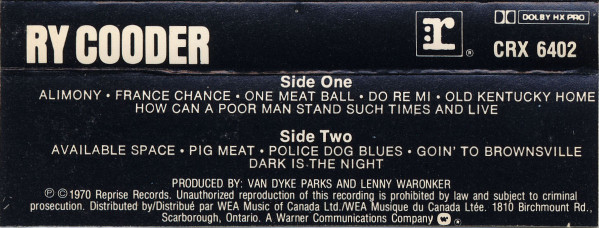 RY COODER
r ®
DOLBY HX PRO
CRX 6402
Side One
ALIMONY • FRANCE CHANCE • ONE MEAT BALL • DO RE MI • OLD KENTUCKY HOME
HOW CAN A POOR MAN STAND SUCH TIMES AND LIVE
Side Two
AVAILABLE SPACE • PIG MEAT • POLICE DOG BLUES • GOIN' TO BROWNSVILLE
DARK IS THE NIGHT
PRODUCED BY: VAN DYKE PARKS AND LENNY WARONKER
℗ © 1970 Reprise Records. Unauthorized reproduction of this recording is prohibited by law and subject to criminal
prosecution. Distributed by/Distribué par WEA Music of Canada Ltd./WEA Musique du Canada Ltée. 1810 Birchmount Rd.,
Scarborough, Ontario. A Warner Communications Company ®.